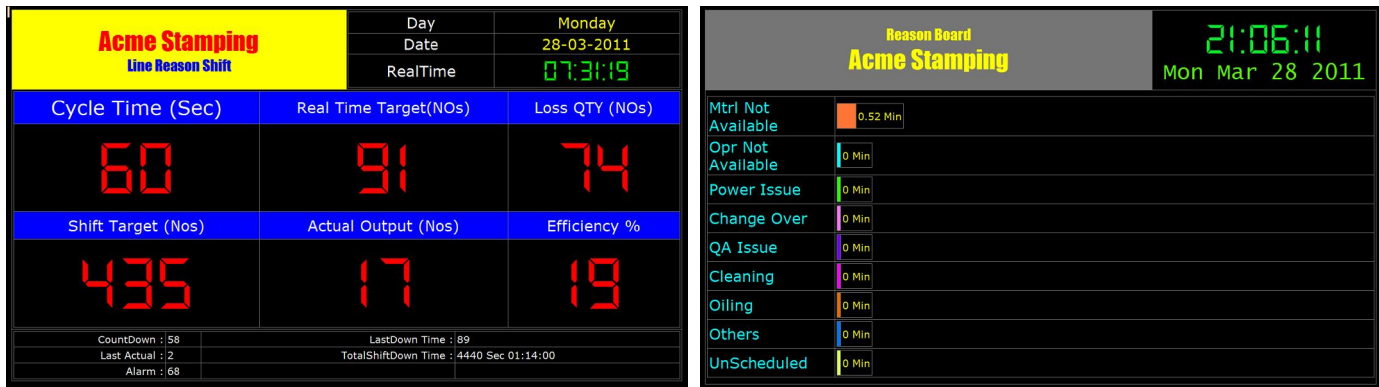 Acme Stamping
Line Reason Shift
Day Monday
Date 28-03-2011
RealTime 07:31:19
Cycle Time (Sec) Real Time Target(NOs) Loss QTY (NOs)
60 91 74
Shift Target (Nos) Actual Output (Nos) Efficiency %
435 17 19
CountDown : 58 LastDown Time : 89
Last Actual : 2 TotalShiftDown Time : 4440 Sec 01:14:00
Alarm : 68
Reason Board
Acme Stamping
21:06:11
Mon Mar 28 2011
Mtrl Not
Available 0.52 Min
Opr Not
Available 0 Min
Power Issue 0 Min
Change Over 0 Min
QA Issue 0 Min
Cleaning 0 Min
Oiling 0 Min
Others 0 Min
UnScheduled 0 Min